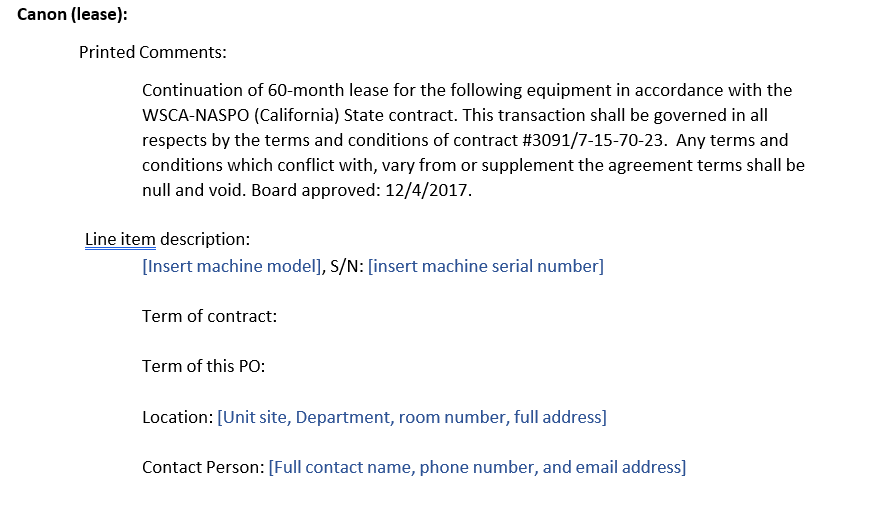 Canon (lease):
Printed Comments:
Continuation of 60-month lease for the following equipment in accordance with the
WSCA-NASPO (California) State contract. This transaction shall be governed in all
respects by the terms and conditions of contract #3091/7-15-70-23.  Any terms and
conditions which conflict with, vary from or supplement the agreement terms shall be
null and void. Board approved: 12/4/2017.
Line item description:
[Insert machine model], S/N: [insert machine serial number]
Term of contract:
Term of this PO:
Location: [Unit site, Department, room number, full address]
Contact Person: [Full contact name, phone number, and email address]